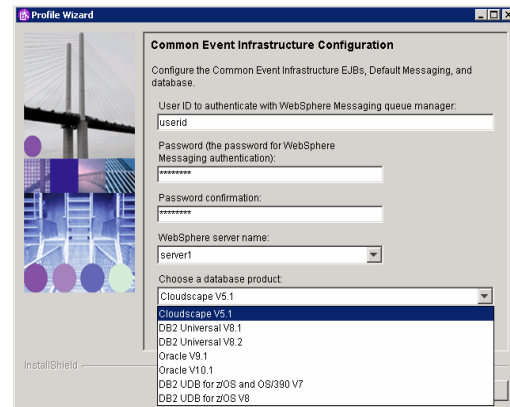 Profile Wizard
Common Event Infrastructure Configuration
Configure the Common Event Infrastructure EJBs, Default Messaging, and
database.
User ID to authenticate with WebSphere Messaging queue manager:
userid
Password (the password for WebSphere
Messaging authentication):
********
Password confirmation:
********
WebSphere server name:
server1
Choose a database product:
Cloudscape V5.1
Cloudscape V5.1
DB2 Universal V8.1
DB2 Universal V8.2
Oracle V9.1
Oracle V10.1
DB2 UDB for z/OS and OS/390 V7
DB2 UDB for z/OS V8
InstallShield